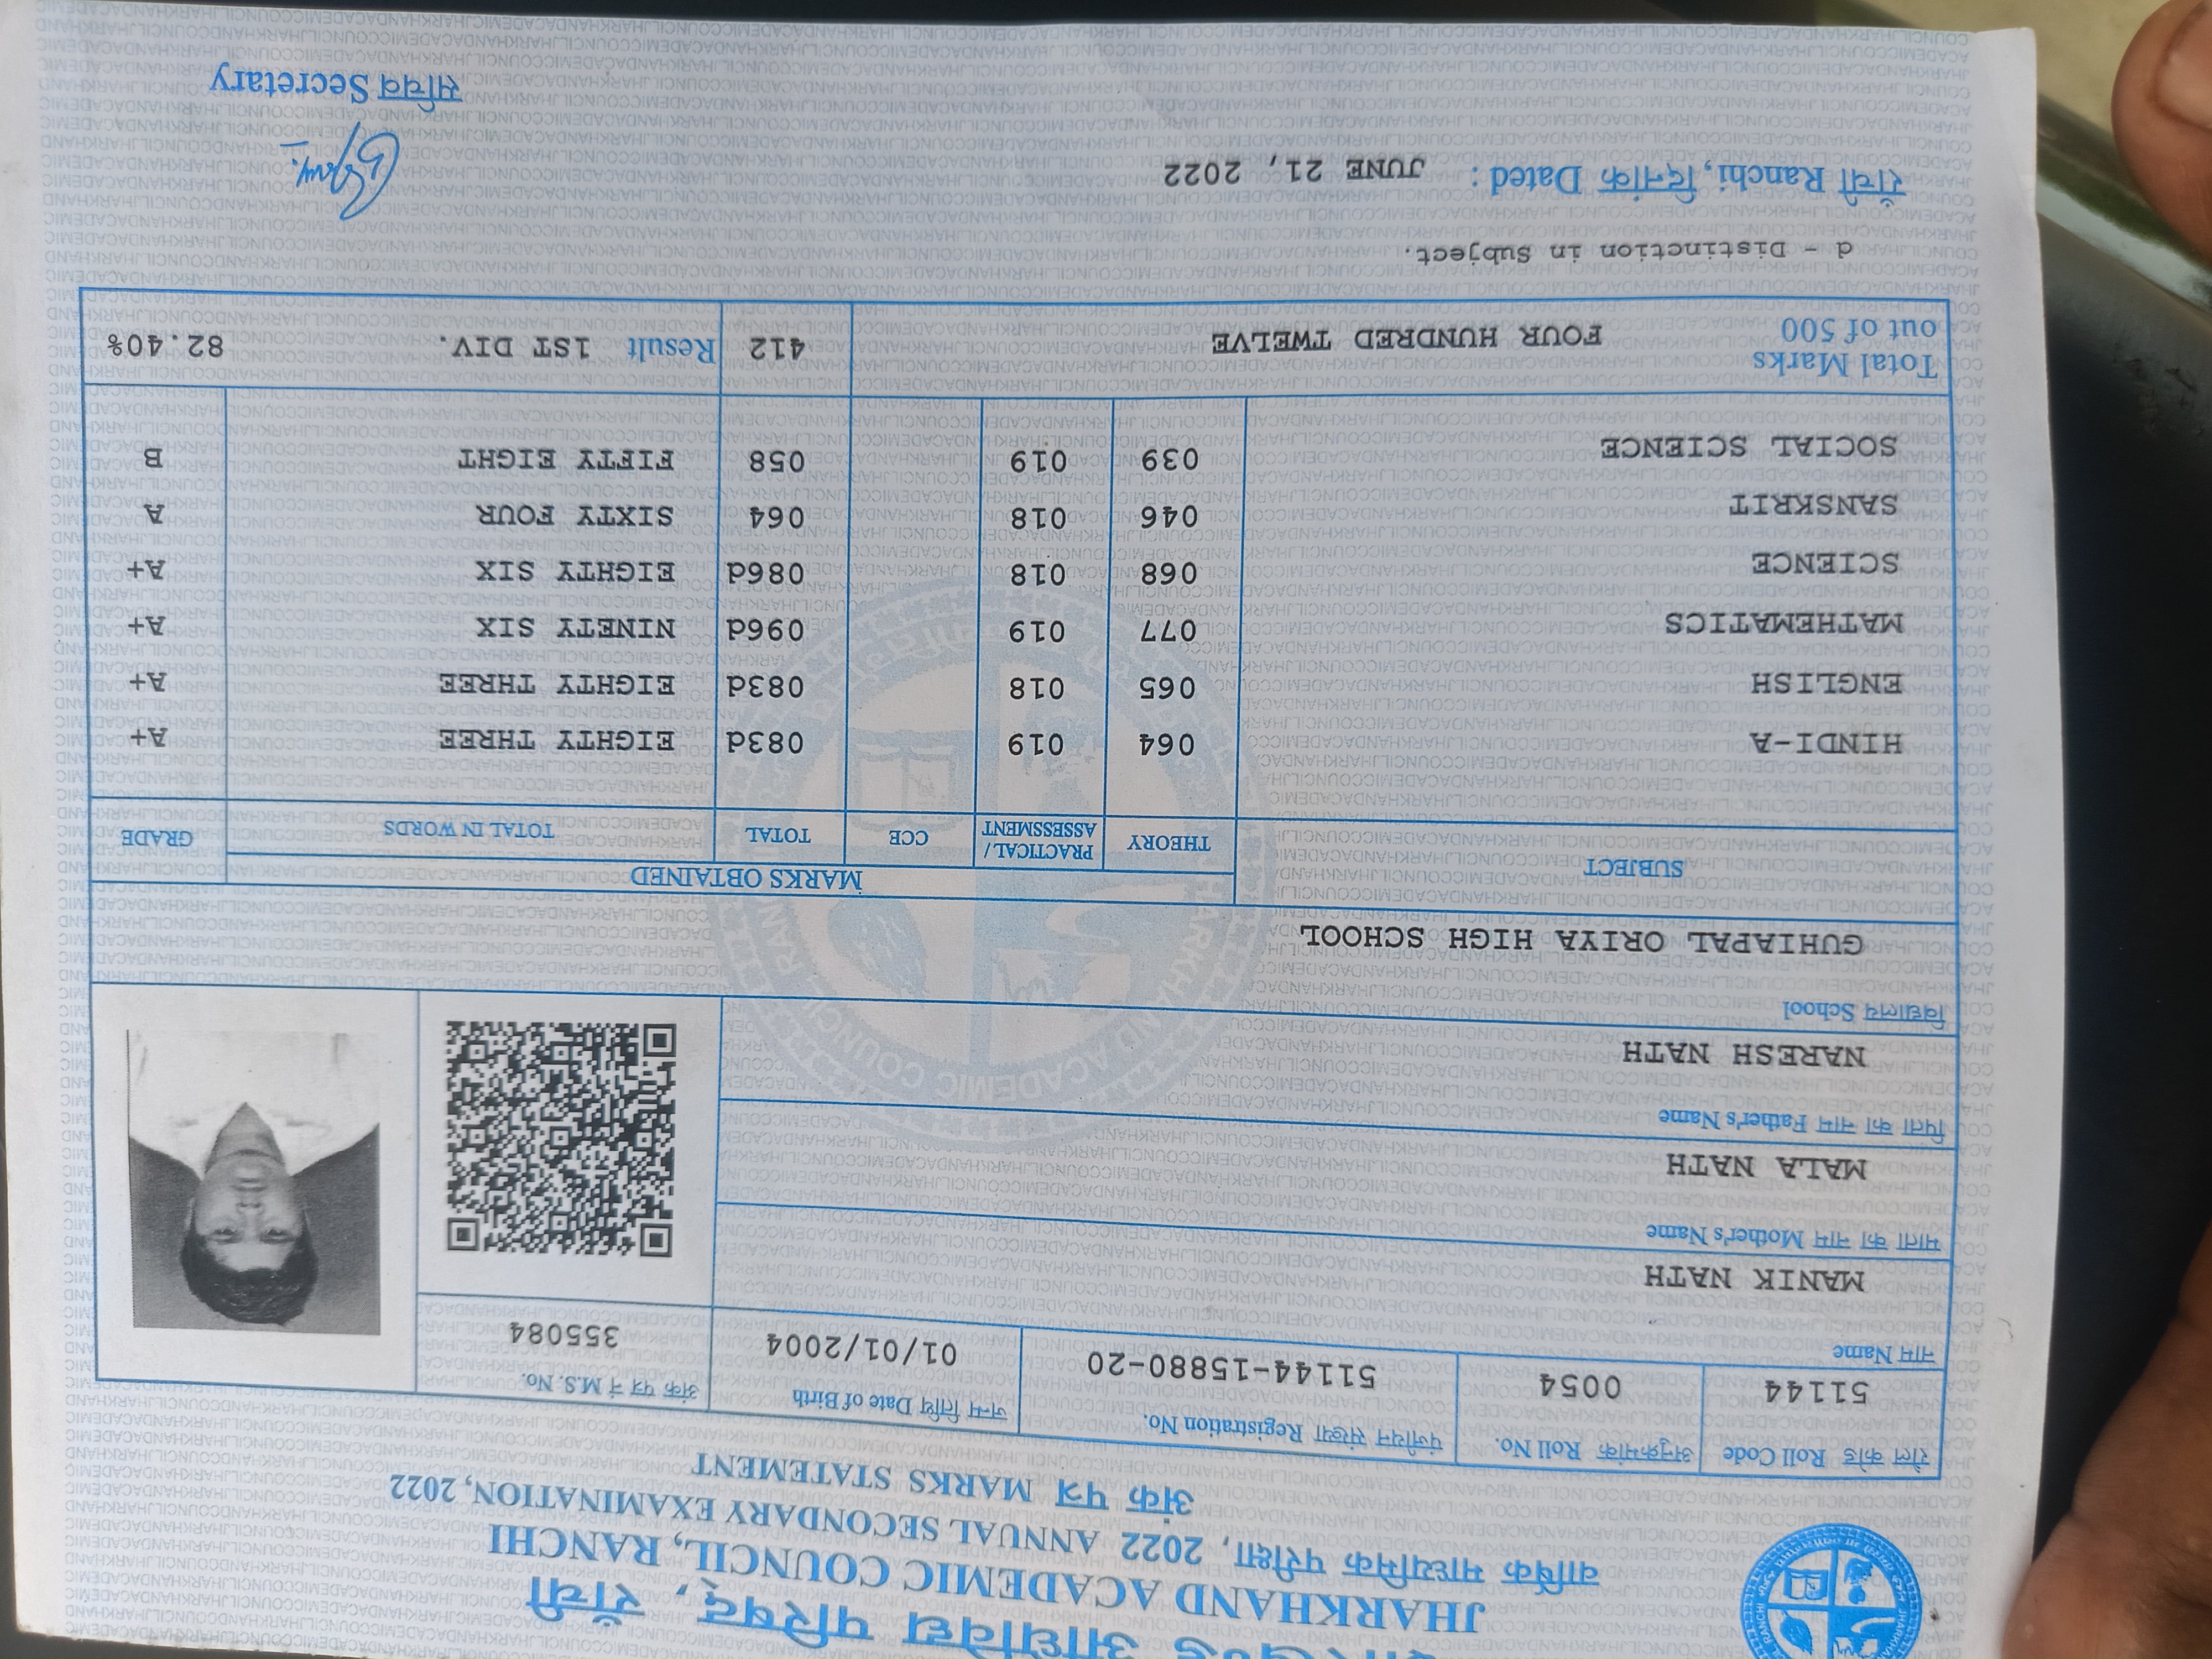 आधिविद्य परिषद्, राँची
JHARKHAND ACADEMIC COUNCIL, RANCHI
वार्षिक माध्यमिक परीक्षा, 2022 ANNUAL SECONDARY EXAMINATION, 2022
अंक पत्र MARKS STATEMENT
रोल कोड Roll Code अनुक्रमांक Roll No. पंजीयन संख्या Registration No. जन्म तिथि Date of Birth अंक पत्र सं M.S. No.
51144 0054 51144-15880-20 01/01/2004 355084
नाम Name
MANIK NATH
माता का नाम Mother's Name
MALA NATH
पिता का नाम Father's Name
NARESH NATH
विद्यालय School
GUHIAPAL ORIYA HIGH SCHOOL
SUBJECT MARKS OBTAINED GRADE
THEORY PRACTICAL/ ASSESSMENT CCE TOTAL TOTAL IN WORDS
HINDI-A 064 019 083d EIGHTY THREE A+
ENGLISH 065 018 083d EIGHTY THREE A+
MATHEMATICS 077 019 096d NINETY SIX A+
SCIENCE 068 018 086d EIGHTY SIX A+
SANSKRIT 046 018 064 SIXTY FOUR A
SOCIAL SCIENCE 039 019 058 FIFTY EIGHT B
Total Marks
out of 500 FOUR HUNDRED TWELVE 412 Result 1ST DIV. 82.40%
d - Distinction in Subject.
राँची Ranchi, दिनांक Dated : JUNE 21, 2022
सचिव Secretary